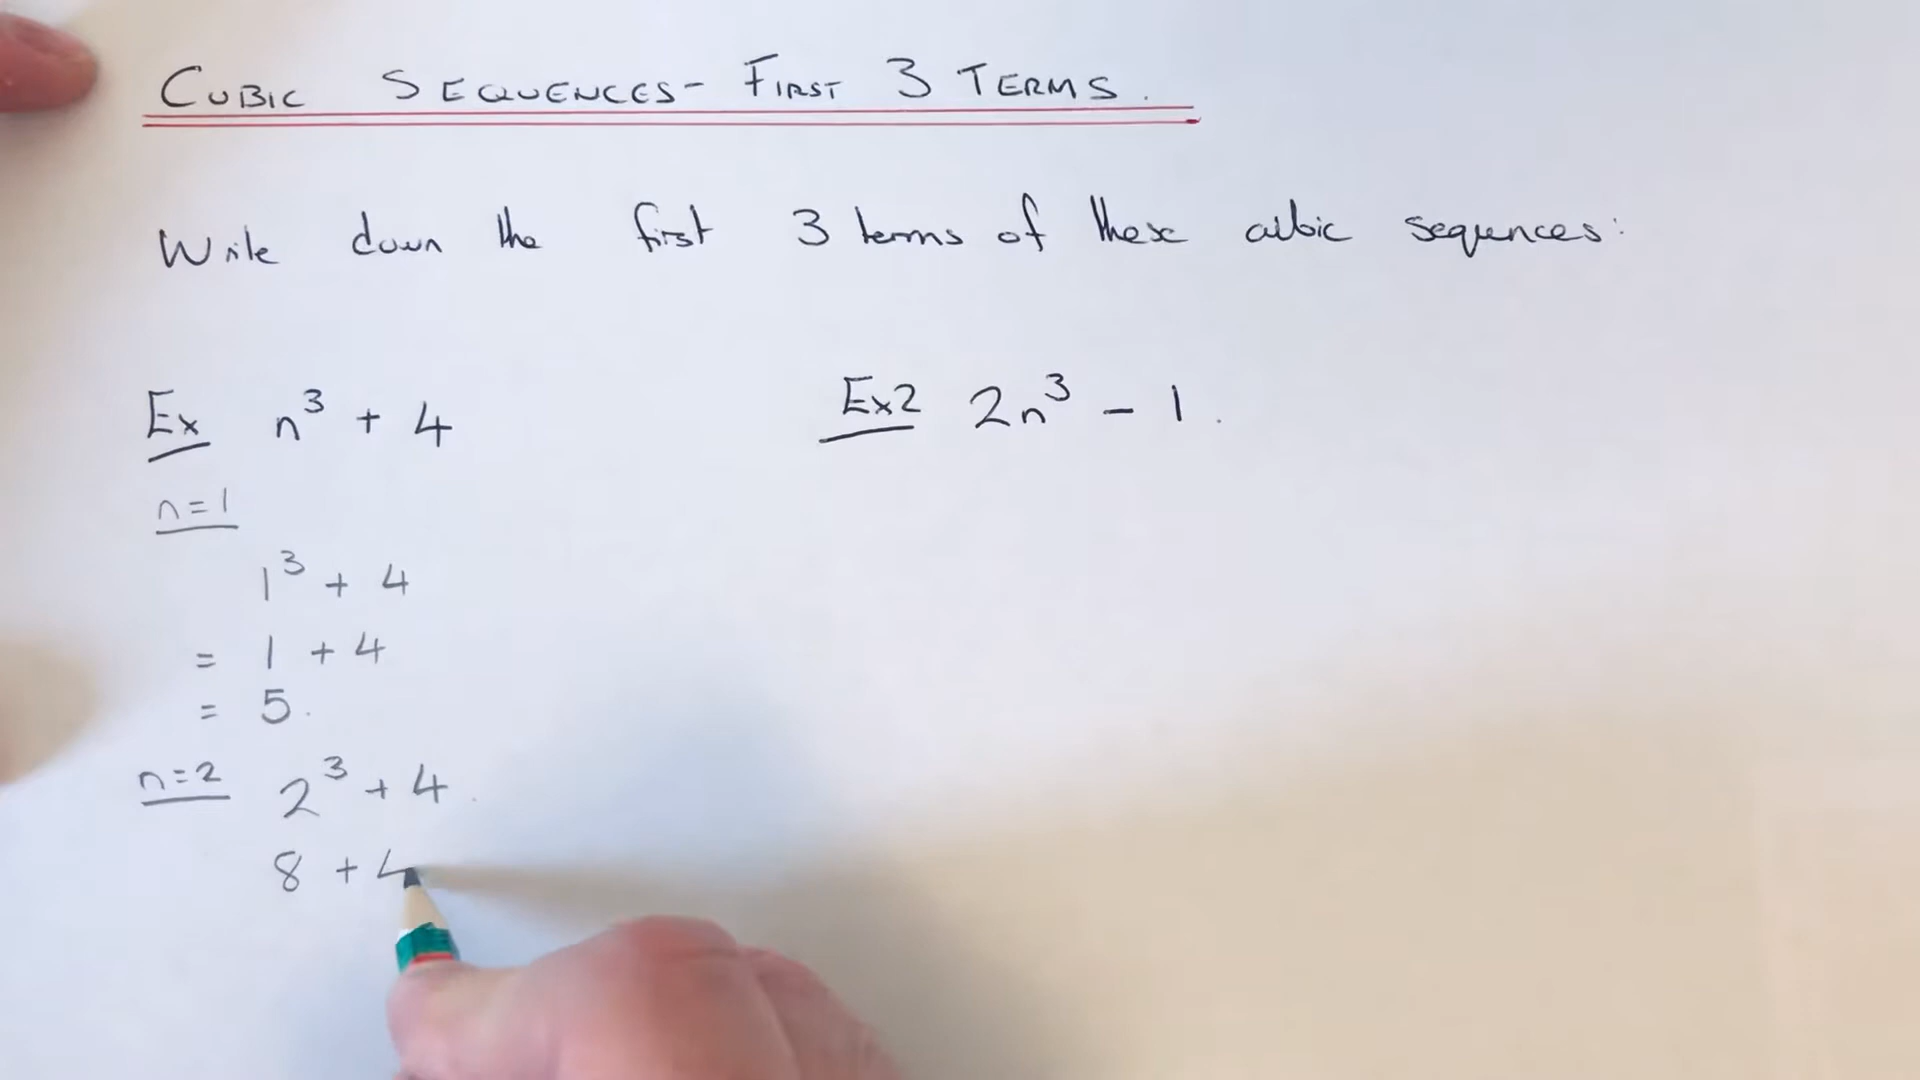 CUBIC SEQUENCES - FIRST 3 TERMS.
Write down the first 3 terms of these cubic sequences:
Ex n³ + 4
n=1
1³ + 4
= 1 + 4
= 5.
n=2 2³ + 4
8 + 4
Ex2 2n³ - 1.